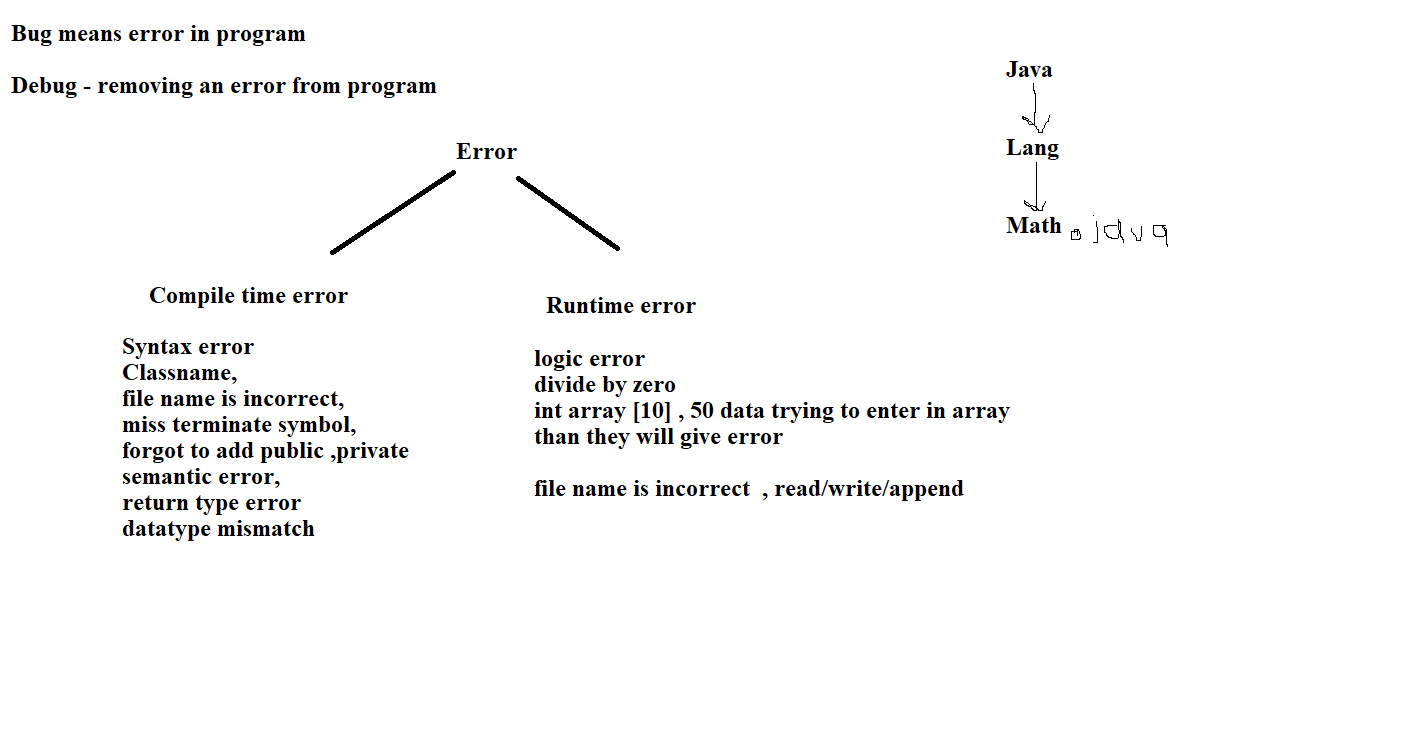 Bug means error in program
Debug - removing an error from program
Error
Compile time error
Syntax error
Classname,
file name is incorrect,
miss terminate symbol,
forgot to add public ,private
semantic error,
return type error
datatype mismatch
Runtime error
logic error
divide by zero
int array [10] , 50 data trying to enter in array
than they will give error
file name is incorrect  , read/write/append
Java
Lang
Math.java